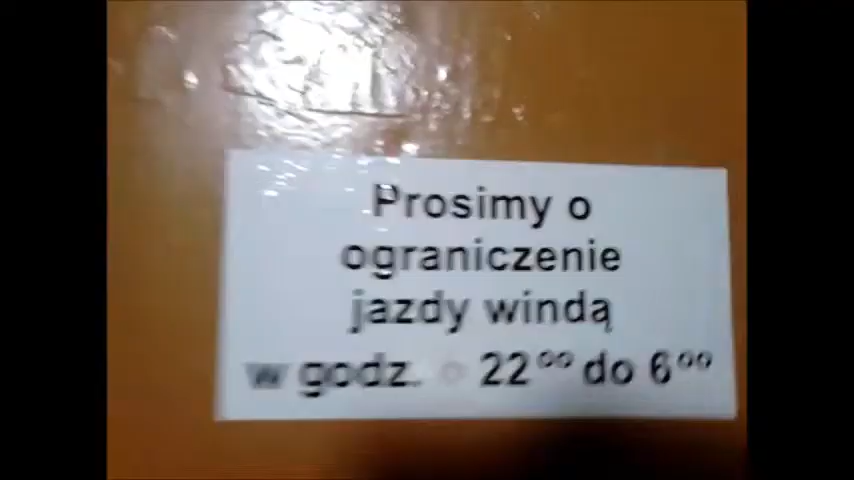 Prosimy o
ograniczenie
jazdy windą
w godz. 22⁰⁰ do 6⁰⁰